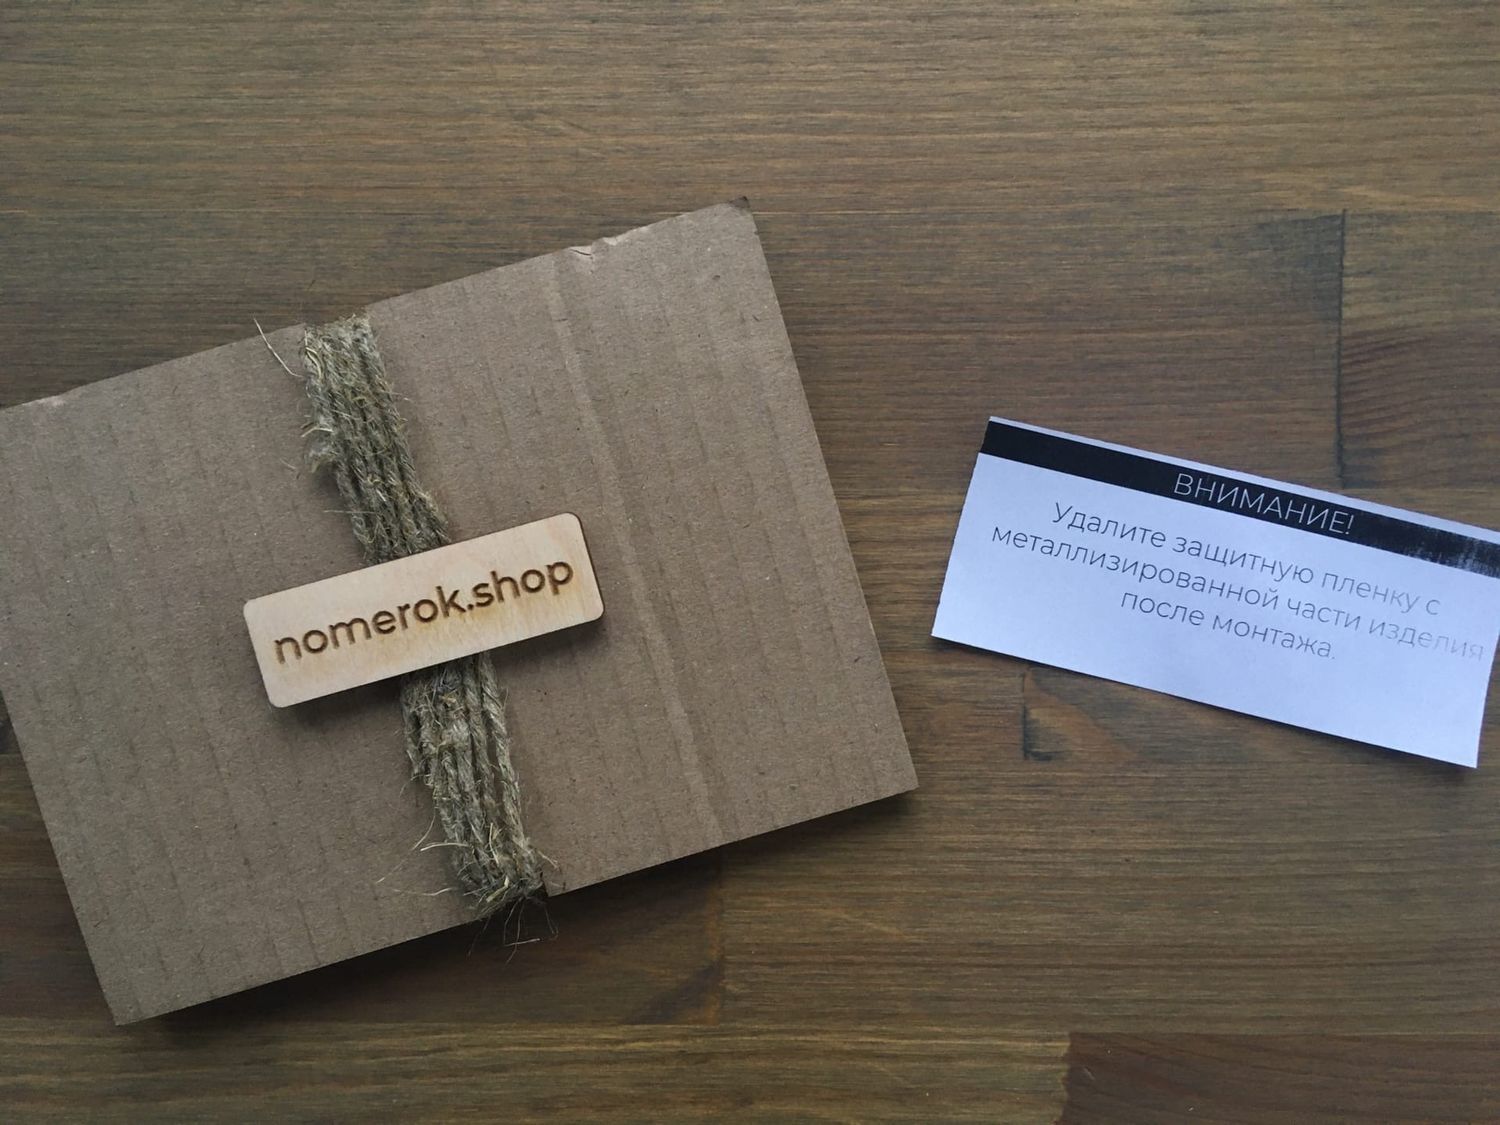 nomerok.shop
ВНИМАНИЕ!
Удалите защитную пленку с
металлизированной части изделия
после монтажа.